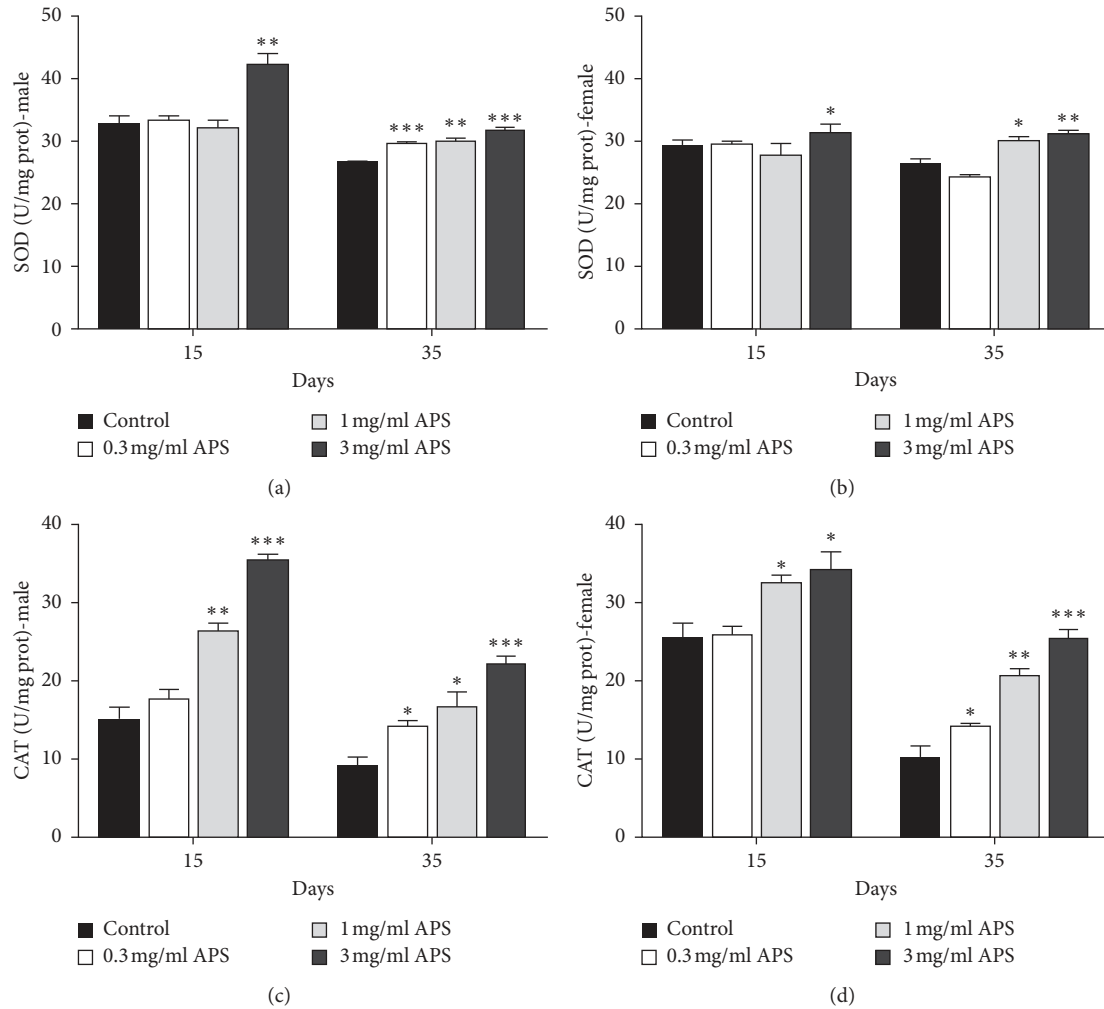 50
40
30
20
10
0
SOD (U/mg prot)-male
**
***
**
***
15
35
Days
Control
1 mg/ml APS
0.3 mg/ml APS
3 mg/ml APS
(a)
50
40
30
20
10
0
SOD (U/mg prot)-female
*
*
**
15
35
Days
Control
1 mg/ml APS
0.3 mg/ml APS
3 mg/ml APS
(b)
40
30
20
10
0
CAT (U/mg prot)-male
**
***
*
*
***
15
35
Days
Control
1 mg/ml APS
0.3 mg/ml APS
3 mg/ml APS
(c)
40
30
20
10
0
CAT (U/mg prot)-female
*
*
*
**
***
15
35
Days
Control
1 mg/ml APS
0.3 mg/ml APS
3 mg/ml APS
(d)